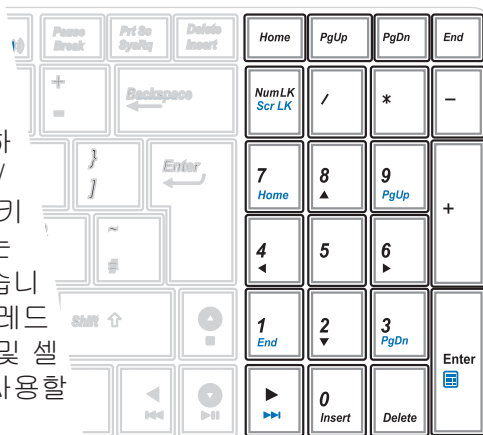 Pause Break Prt Sc SysRq Delete Insert Home PgUp PgDn End
+ - Backspace NumLK Scr LK / * -
} ] Enter 7 Home 8 9 PgUp +
키
~ # 4 5 6
습니
레드
Shift 1 End 2 3 PgDn Enter
및 셀
사용할
0 Insert Delete